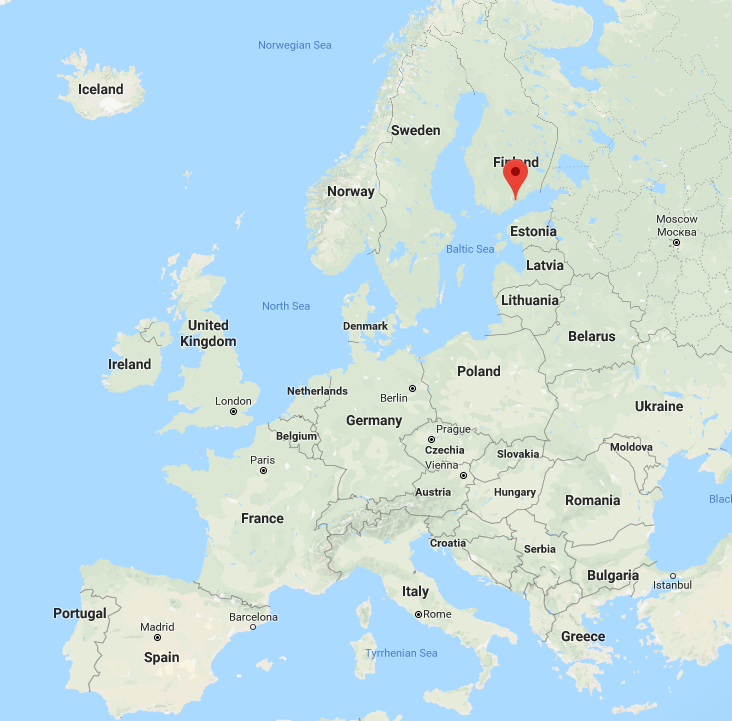 Norwegian Sea
Iceland
Sweden
Finland
Norway
Moscow
Москва
Estonia
Baltic Sea
Latvia
Lithuania
North Sea
Denmark
United
Kingdom
Belarus
Ireland
Poland
Netherlands
Berlin
London
Ukraine
Germany
Prague
Belgium
Czechia
Moldova
Slovakia
Paris
Vienna
Austria
Hungary
Romania
Black
France
Croatia
Serbia
Bulgaria
Istanbul
Italy
Portugal
Rome
Barcelona
Madrid
Greece
Spain
Tyrrhenian Sea